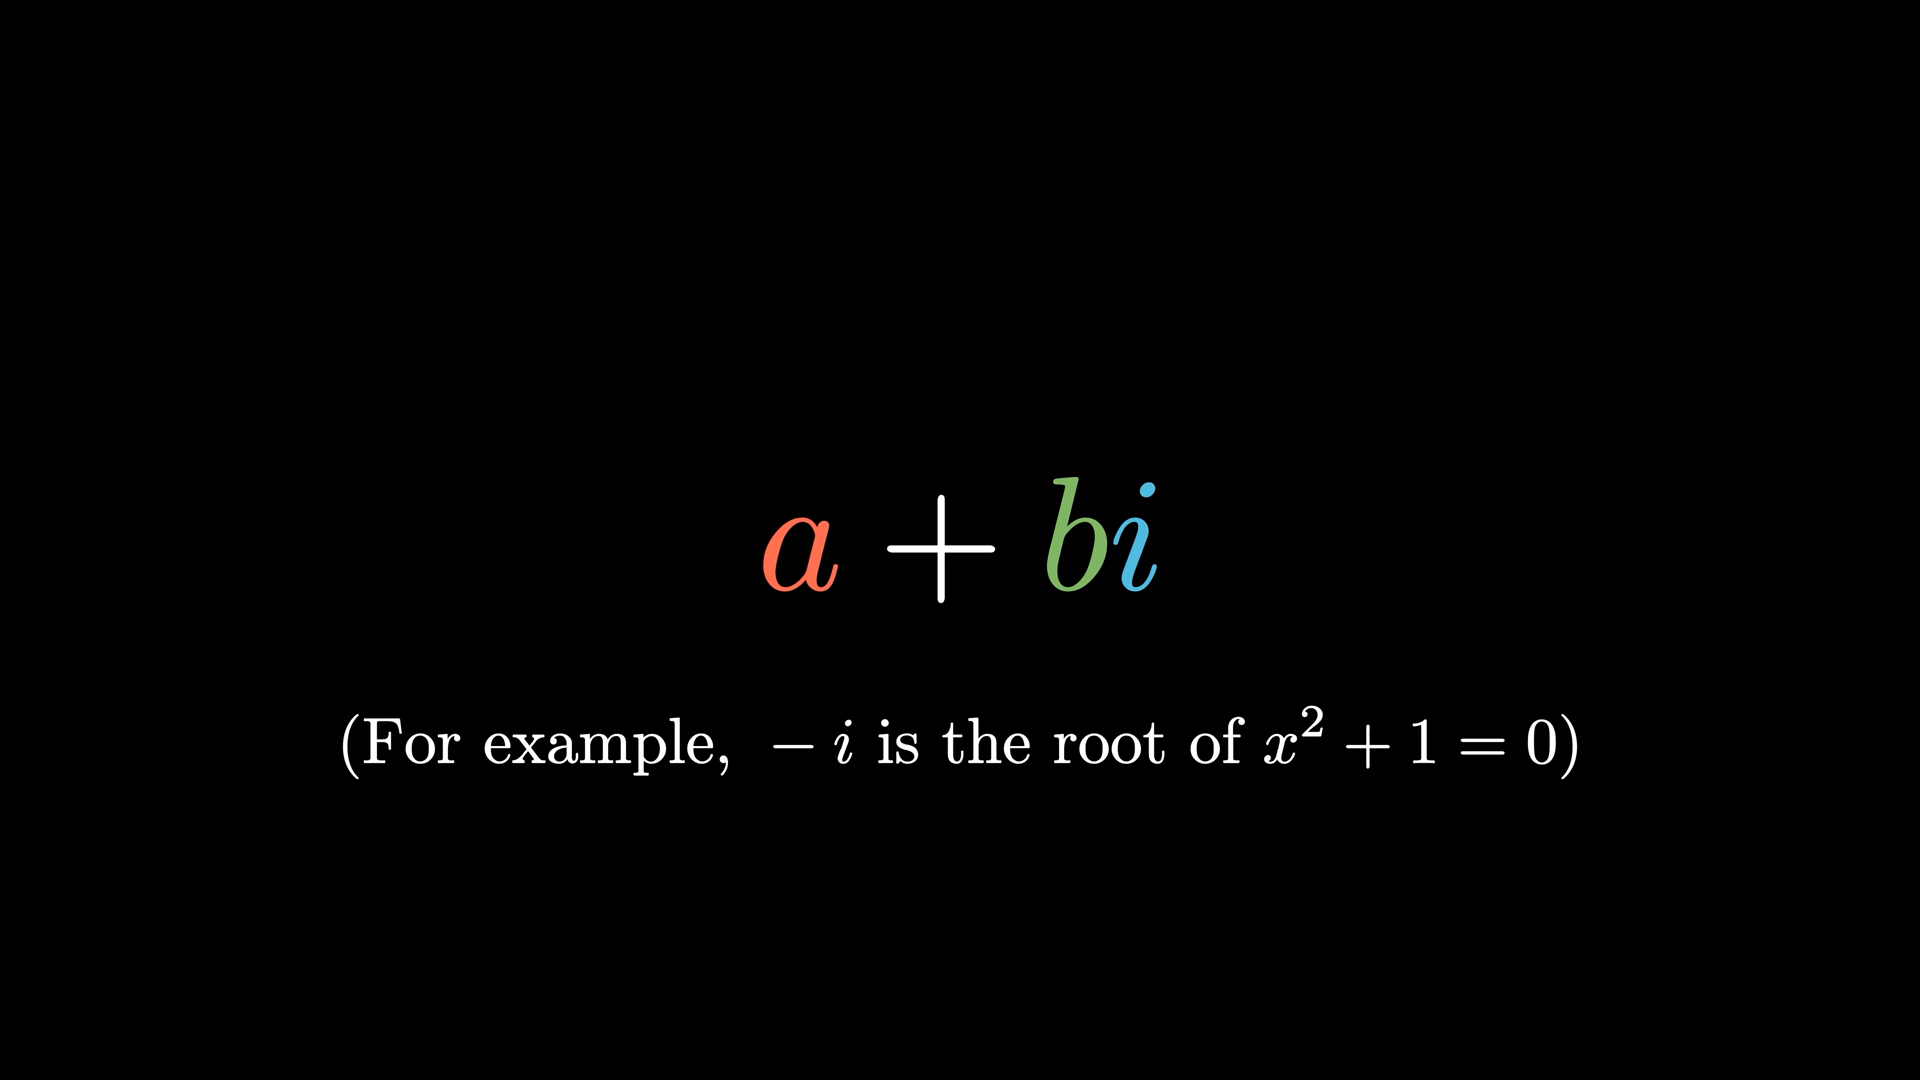 a + bi
(For example, − i is the root of x² + 1 = 0)